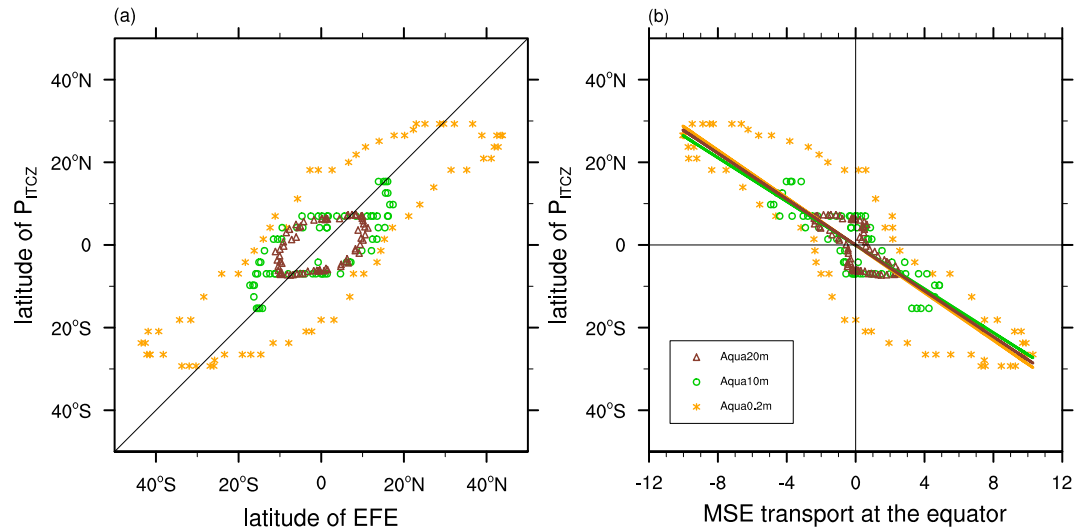 (a)
(b)
40°N
20°N
0
20°S
40°S
latitude of P_ITCZ
40°S
20°S
0
20°N
40°N
latitude of EFE
40°N
20°N
0
20°S
40°S
latitude of P_ITCZ
Aqua20m
Aqua10m
Aqua0.2m
-12
-8
-4
0
4
8
12
MSE transport at the equator